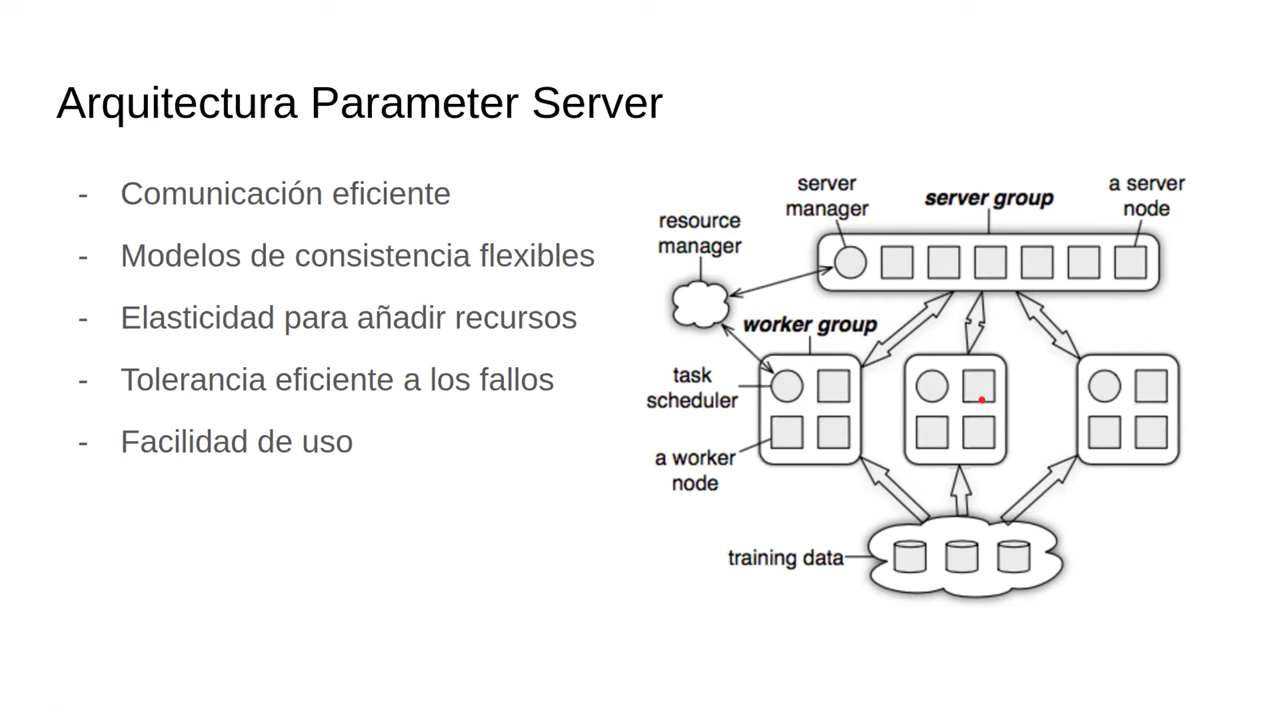 Arquitectura Parameter Server
- Comunicación eficiente
- Modelos de consistencia flexibles
- Elasticidad para añadir recursos
- Tolerancia eficiente a los fallos
- Facilidad de uso
server
manager
server group
a server
node
resource
manager
worker group
task
scheduler
a worker
node
training data